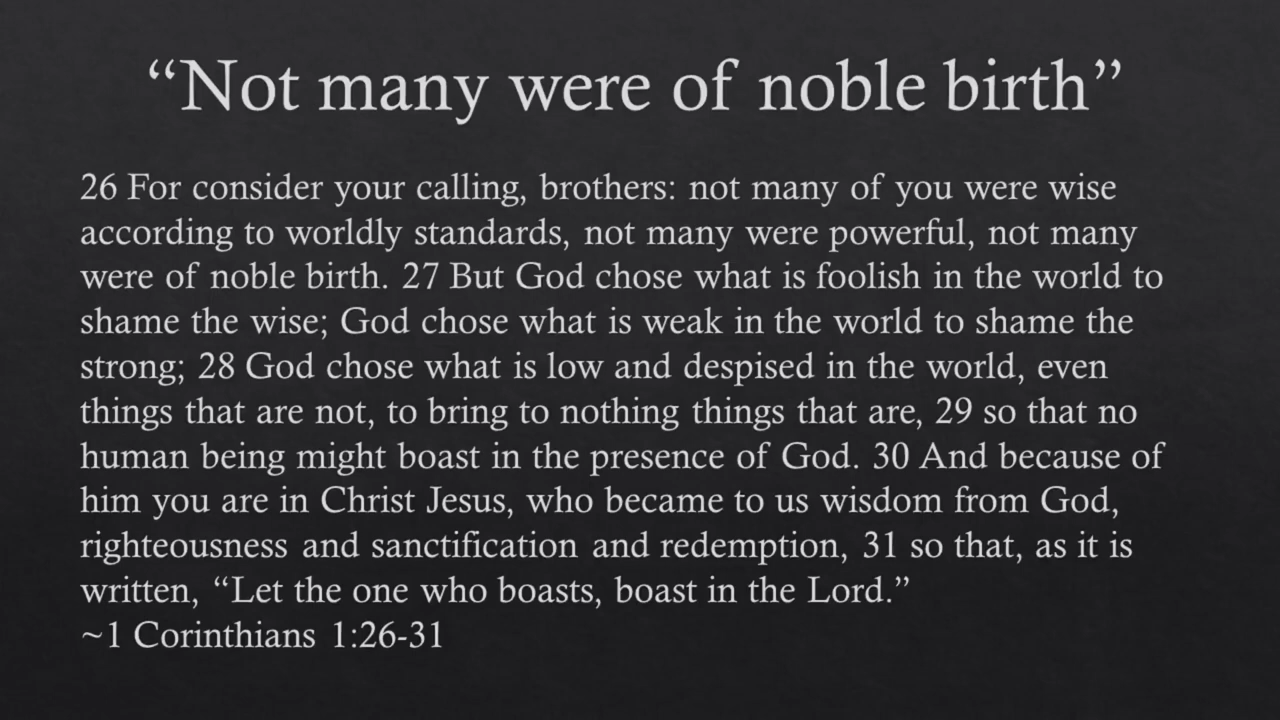 “Not many were of noble birth”
26 For consider your calling, brothers: not many of you were wise
according to worldly standards, not many were powerful, not many
were of noble birth. 27 But God chose what is foolish in the world to
shame the wise; God chose what is weak in the world to shame the
strong; 28 God chose what is low and despised in the world, even
things that are not, to bring to nothing things that are, 29 so that no
human being might boast in the presence of God. 30 And because of
him you are in Christ Jesus, who became to us wisdom from God,
righteousness and sanctification and redemption, 31 so that, as it is
written, “Let the one who boasts, boast in the Lord.”
~1 Corinthians 1:26-31